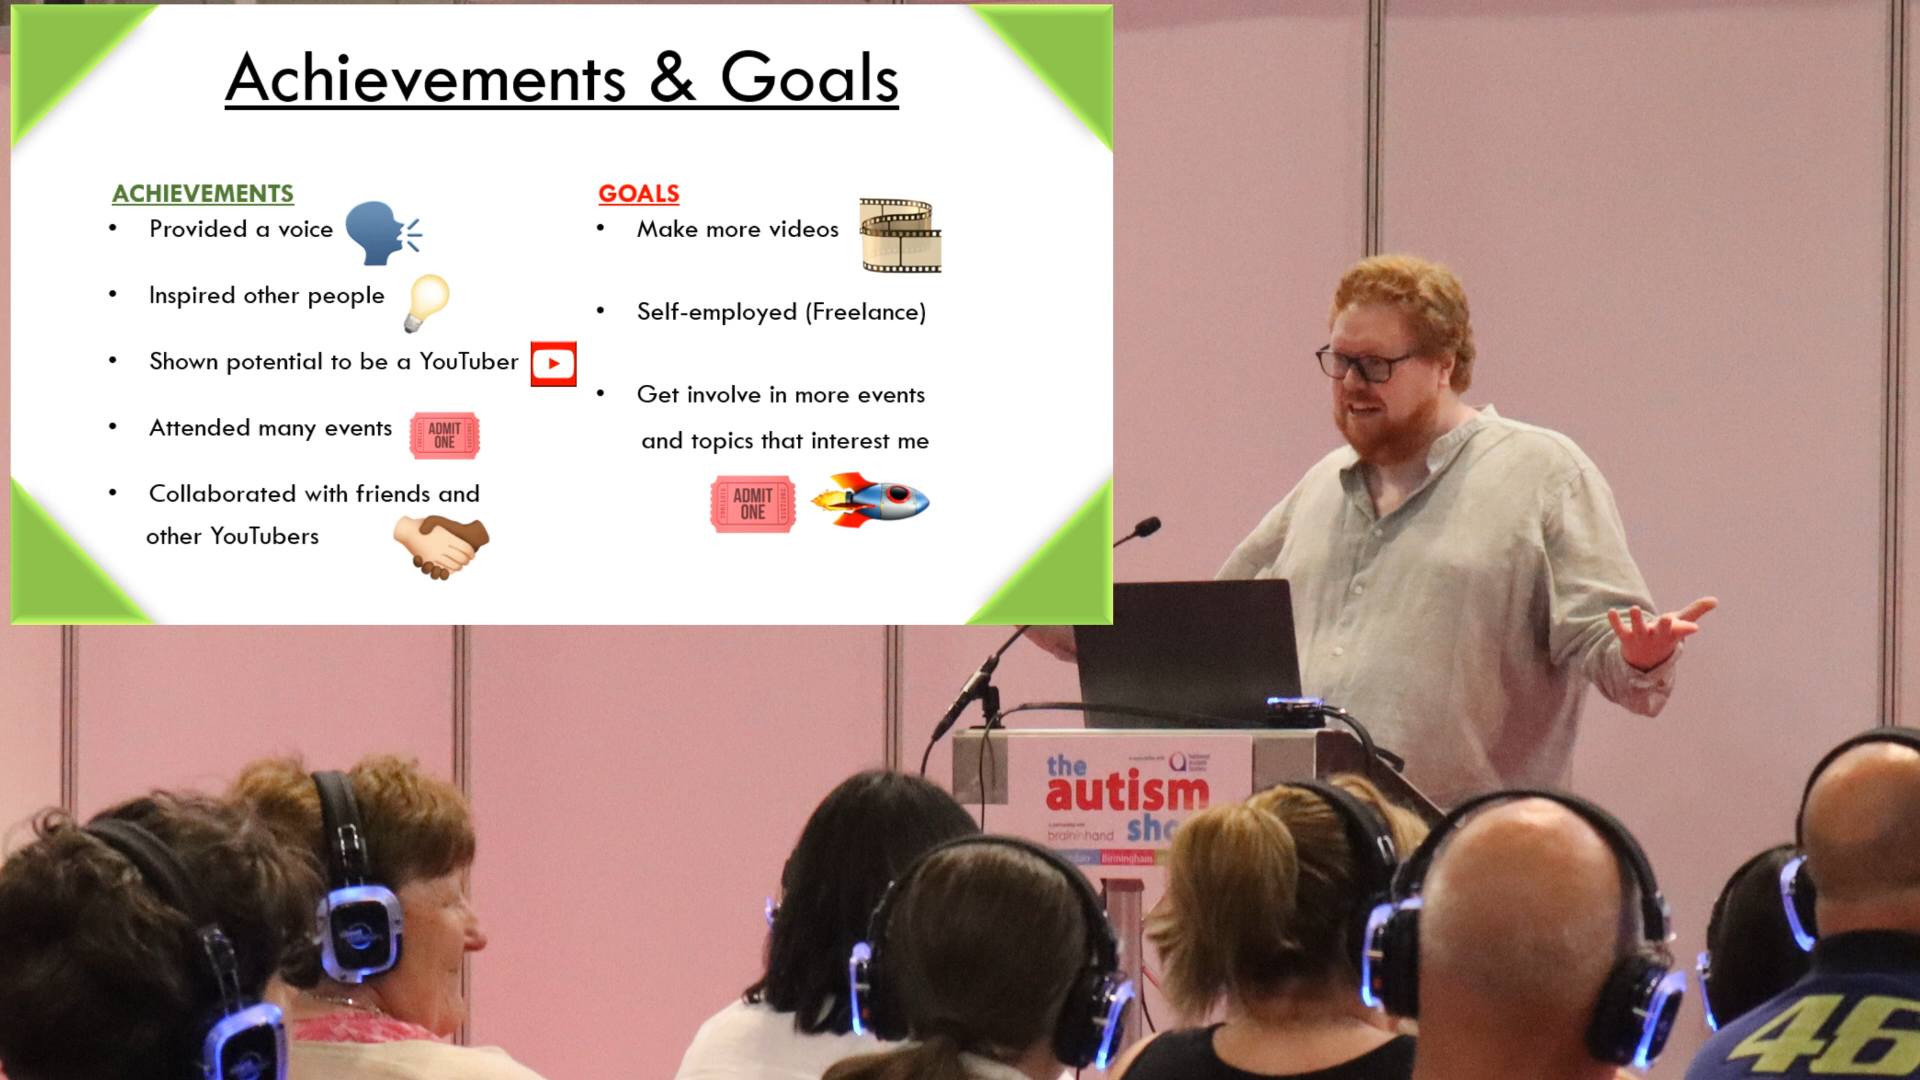 Achievements & Goals
ACHIEVEMENTS
• Provided a voice
• Inspired other people
• Shown potential to be a YouTuber
• Attended many events
ADMIT
ONE
• Collaborated with friends and
other YouTubers
GOALS
• Make more videos
• Self-employed (Freelance)
• Get involve in more events
and topics that interest me
ADMIT
ONE
the
autism
braininhand
Birmingham
46